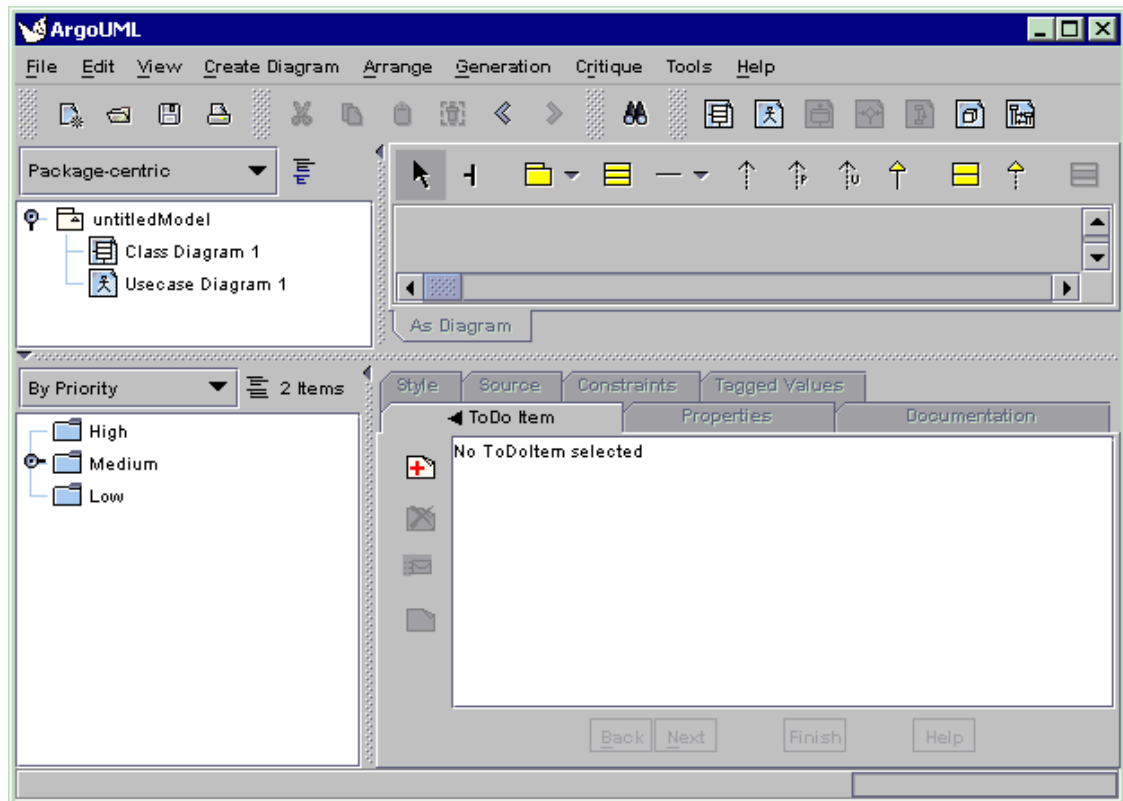 ArgoUML
File Edit View Create Diagram Arrange Generation Critique Tools Help
Package-centric
untitledModel
Class Diagram 1
Usecase Diagram 1
As Diagram
By Priority 2 Items
High
Medium
Low
Style Source Constraints Tagged Values
ToDo Item Properties Documentation
No ToDoItem selected
Back Next Finish Help